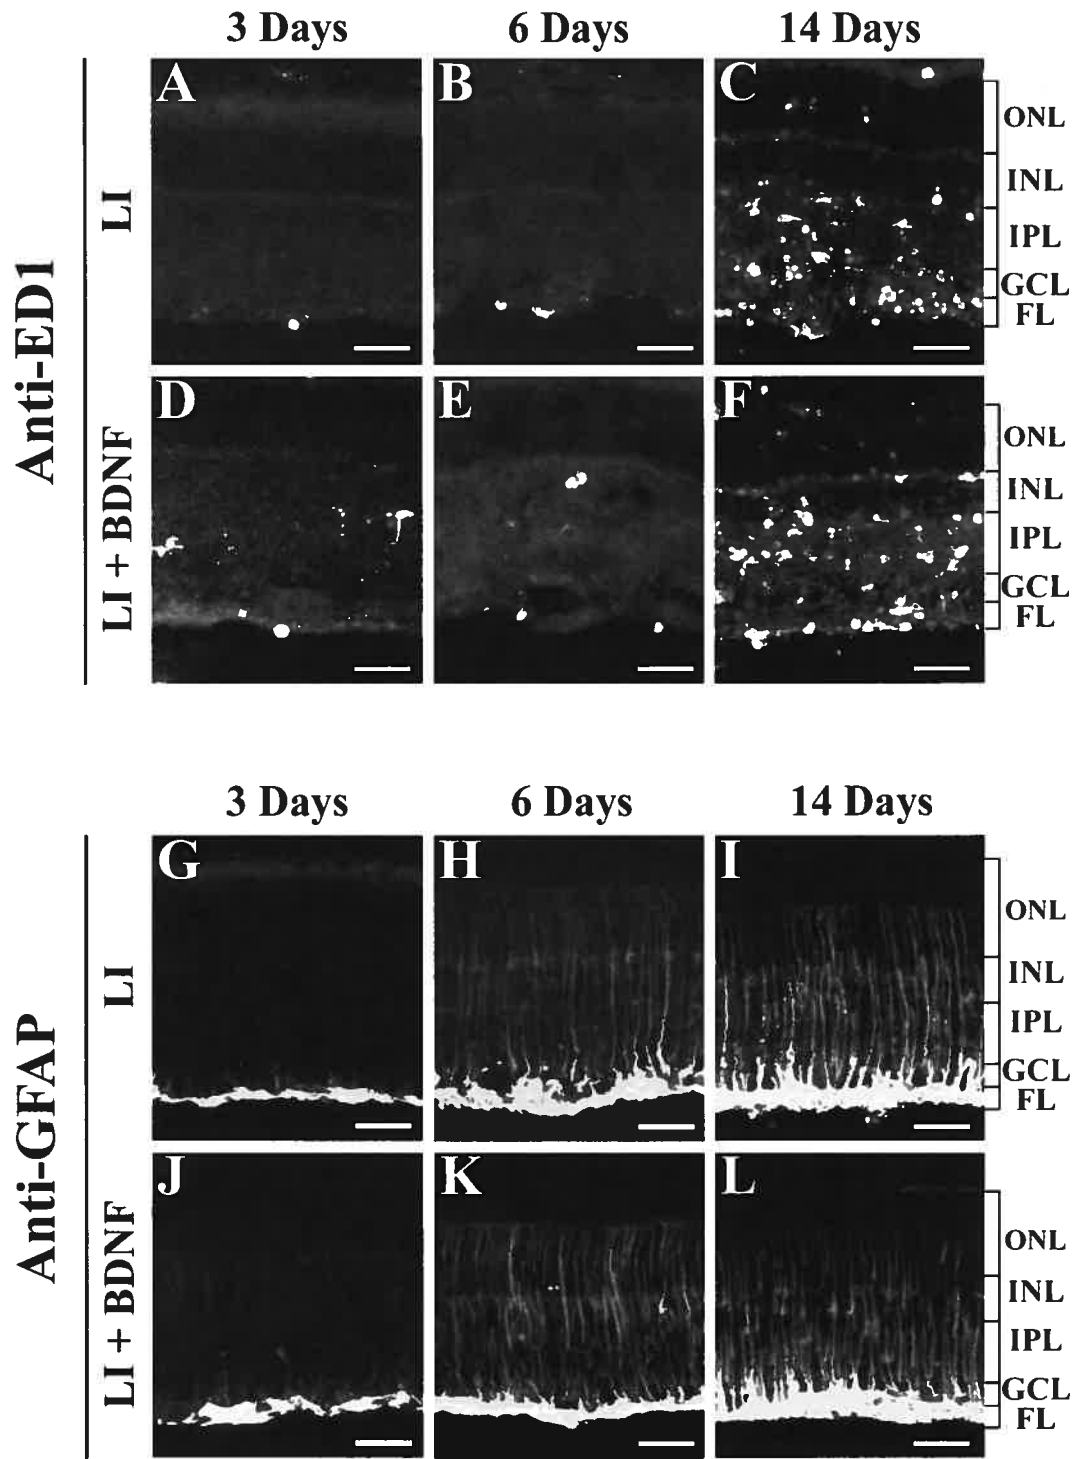 3 Days 6 Days 14 Days
Anti-ED1
LI
A B C
ONL
INL
IPL
GCL
FL
LI + BDNF
D E F
ONL
INL
IPL
GCL
FL
3 Days 6 Days 14 Days
Anti-GFAP
LI
G H I
ONL
INL
IPL
GCL
FL
LI + BDNF
J K L
ONL
INL
IPL
GCL
FL